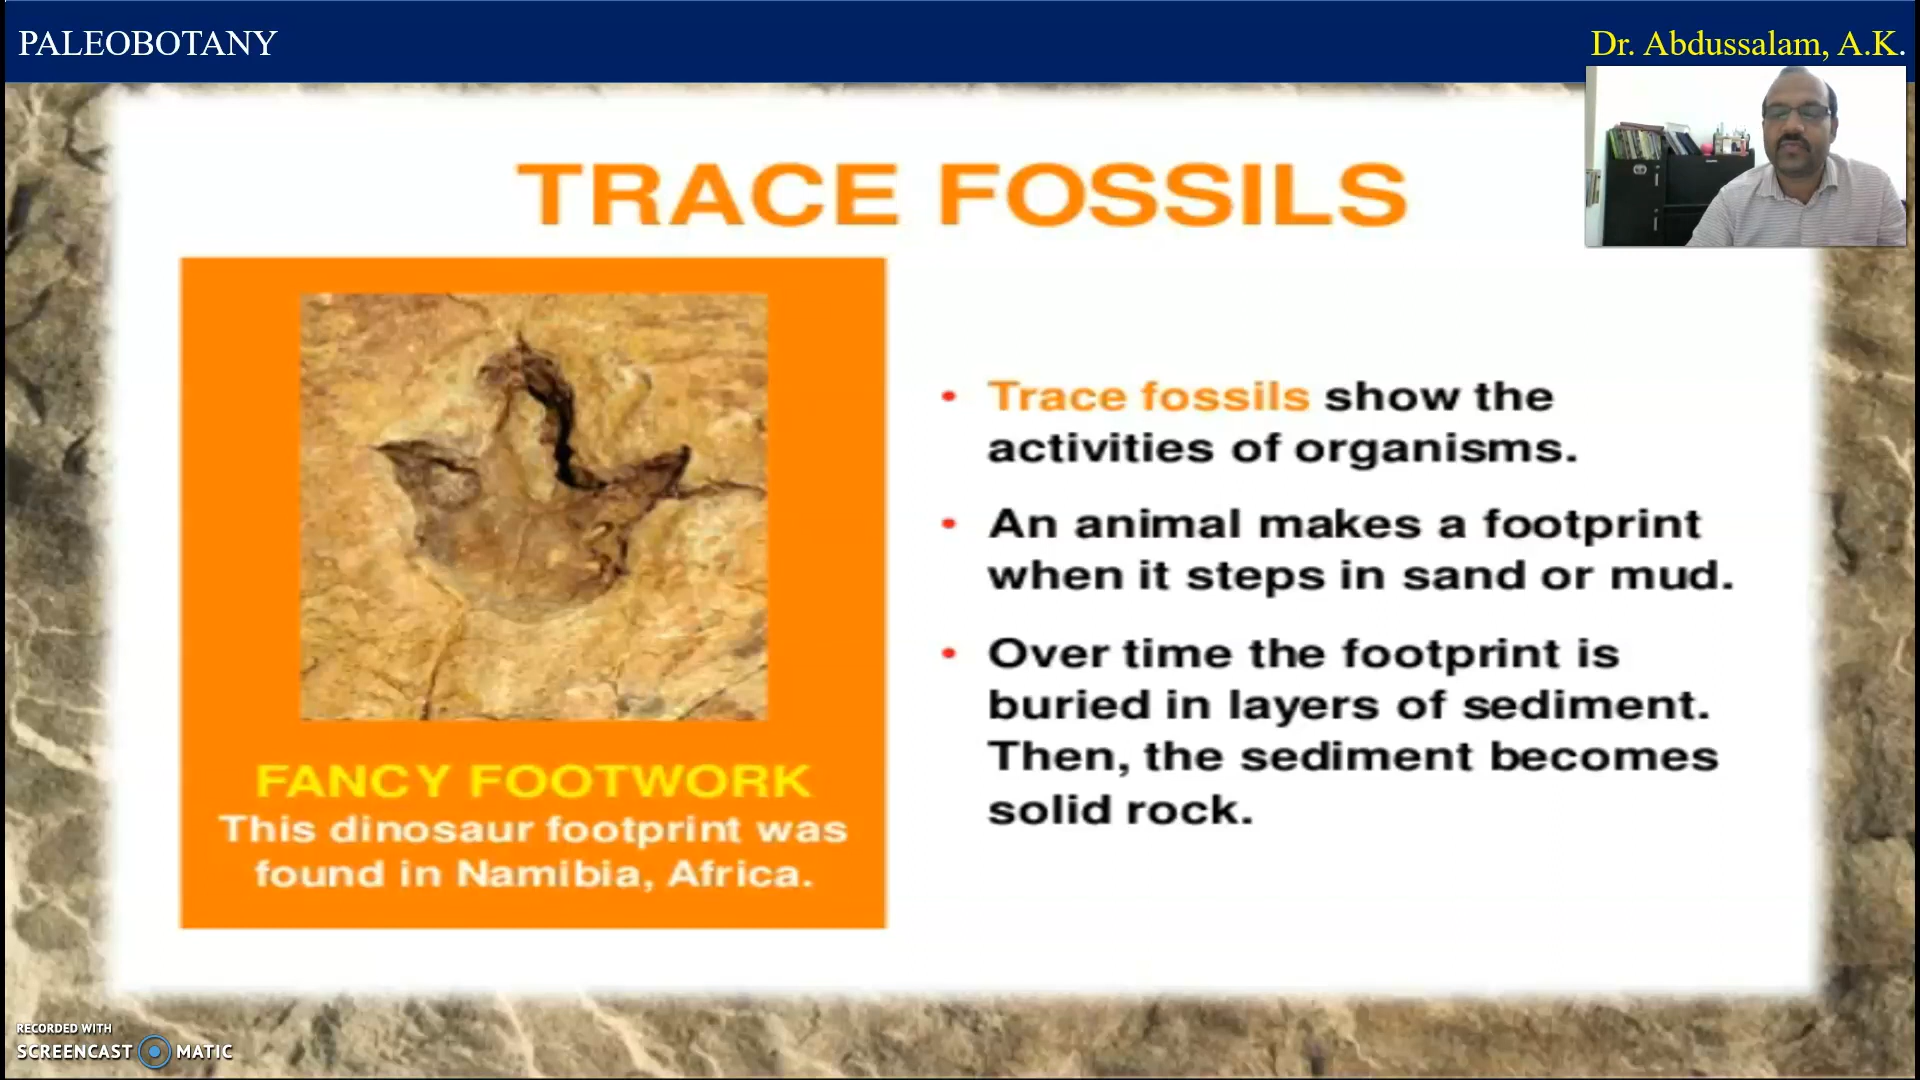 PALEOBOTANY
Dr. Abdussalam, A.K.
TRACE FOSSILS
FANCY FOOTWORK
This dinosaur footprint was
found in Namibia, Africa.
• Trace fossils show the
activities of organisms.
• An animal makes a footprint
when it steps in sand or mud.
• Over time the footprint is
buried in layers of sediment.
Then, the sediment becomes
solid rock.
RECORDED WITH
SCREENCAST MATIC